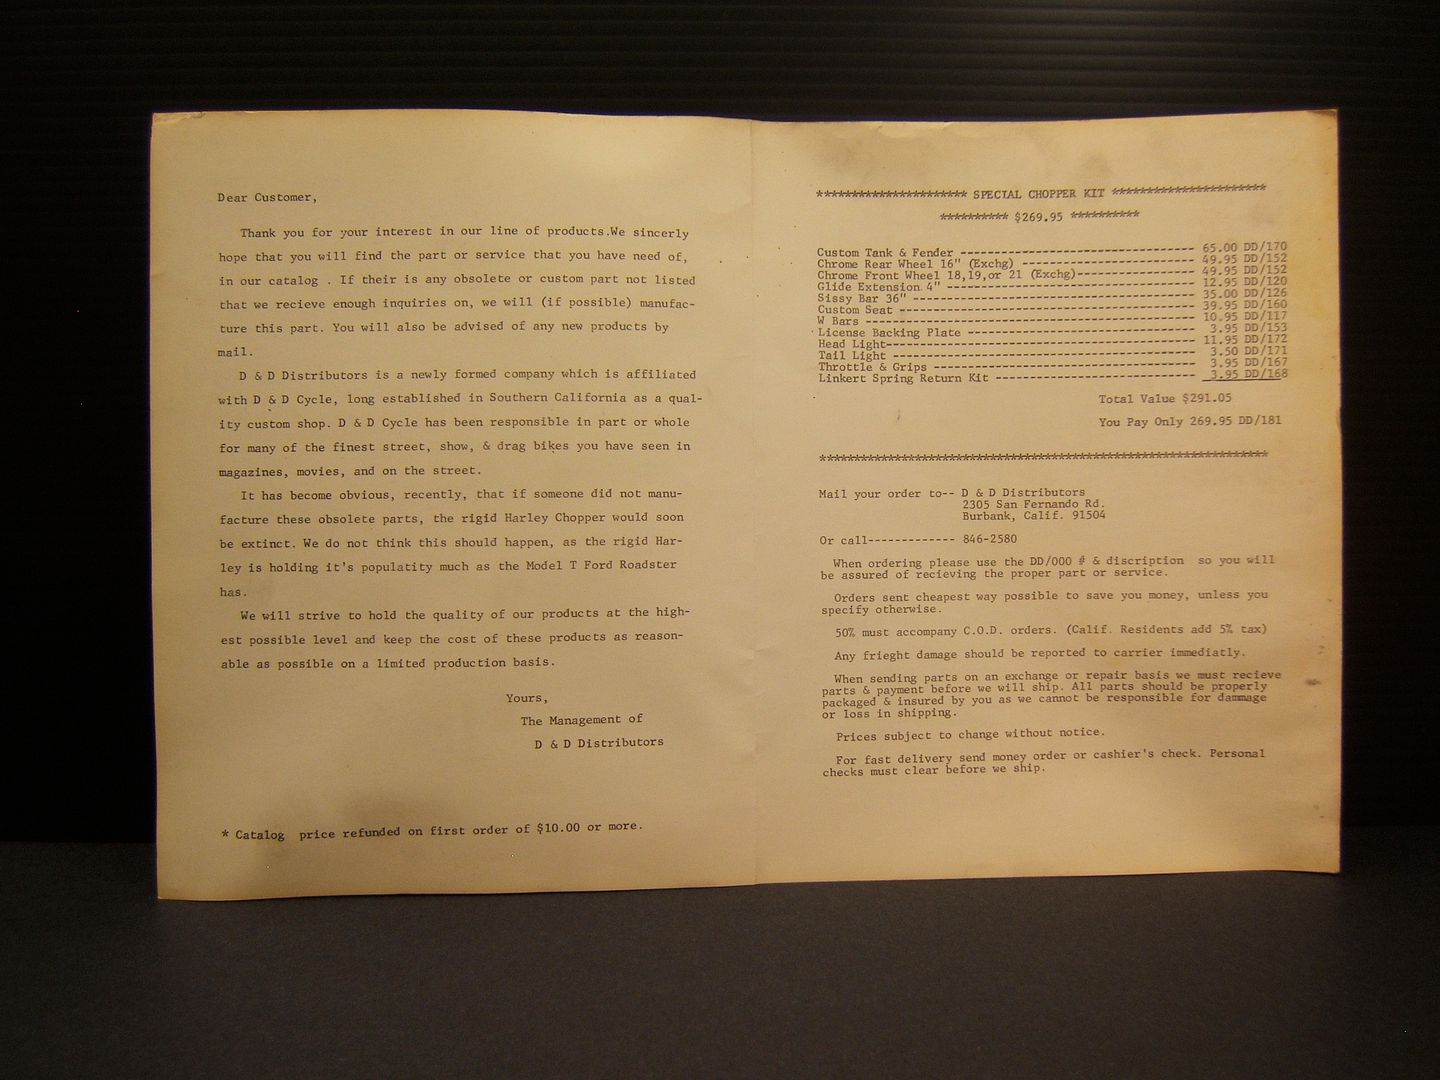 Dear Customer,
Thank you for your interest in our line of products.We sincerly
hope that you will find the part or service that you have need of,
in our catalog . If their is any obsolete or custom part not listed
that we recieve enough inquiries on, we will (if possible) manufac-
ture this part. You will also be advised of any new products by
mail.
D & D Distributors is a newly formed company which is affiliated
with D & D Cycle, long established in Southern California as a qual-
ity custom shop. D & D Cycle has been responsible in part or whole
for many of the finest street, show, & drag bikes you have seen in
magazines, movies, and on the street.
It has become obvious, recently, that if someone did not manu-
facture these obsolete parts, the rigid Harley Chopper would soon
be extinct. We do not think this should happen, as the rigid Har-
ley is holding it's populatity much as the Model T Ford Roadster
has.
We will strive to hold the quality of our products at the high-
est possible level and keep the cost of these products as reason-
able as possible on a limited production basis.
Yours,
The Management of
D & D Distributors
* Catalog price refunded on first order of $10.00 or more.
********************** SPECIAL CHOPPER KIT **********************
********** $269.95 **********
Custom Tank & Fender ---------------------------------- 65.00 DD/170
Chrome Rear Wheel 16" (Exchg) ------------------------- 49.95 DD/152
Chrome Front Wheel 18,19,or 21 (Exchg)----------------- 49.95 DD/152
Glide Extension 4" ------------------------------------ 12.95 DD/120
Sissy Bar 36" ----------------------------------------- 35.00 DD/126
Custom Seat ------------------------------------------- 39.95 DD/160
W Bars ------------------------------------------------ 10.95 DD/117
License Backing Plate --------------------------------- 3.95 DD/153
Head Light--------------------------------------------- 11.95 DD/172
Tail Light -------------------------------------------- 3.50 DD/171
Throttle & Grips -------------------------------------- 3.95 DD/167
Linkert Spring Return Kit ----------------------------- 3.95 DD/168
Total Value $291.05
You Pay Only 269.95 DD/181
*****************************************************************
Mail your order to-- D & D Distributors
2305 San Fernando Rd.
Burbank, Calif. 91504
Or call------------- 846-2580
When ordering please use the DD/000 # & discription so you will
be assured of recieving the proper part or service.
Orders sent cheapest way possible to save you money, unless you
specify otherwise.
50% must accompany C.O.D. orders. (Calif. Residents add 5% tax)
Any frieght damage should be reported to carrier immediatly.
When sending parts on an exchange or repair basis we must recieve
parts & payment before we will ship. All parts should be properly
packaged & insured by you as we cannot be responsible for dammage
or loss in shipping.
Prices subject to change without notice.
For fast delivery send money order or cashier's check. Personal
checks must clear before we ship.